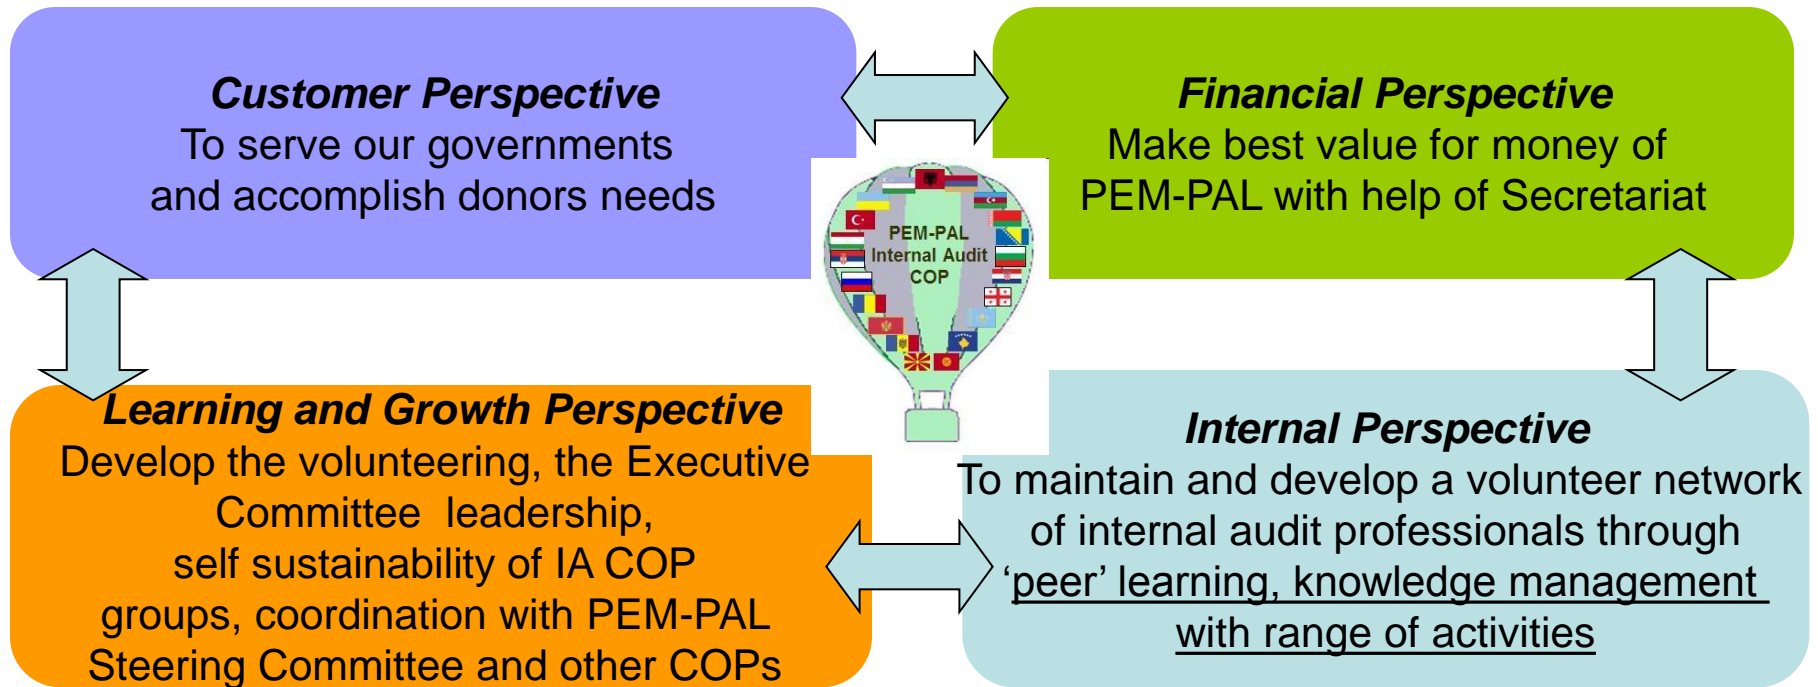 Customer Perspective
To serve our governments
and accomplish donors needs
Financial Perspective
Make best value for money of
PEM-PAL with help of Secretariat
PEM-PAL
Internal Audit
COP
Learning and Growth Perspective
Develop the volunteering, the Executive
Committee leadership,
self sustainability of IA COP
groups, coordination with PEM-PAL
Steering Committee and other COPs
Internal Perspective
To maintain and develop a volunteer network
of internal audit professionals through
‘peer’ learning, knowledge management
with range of activities